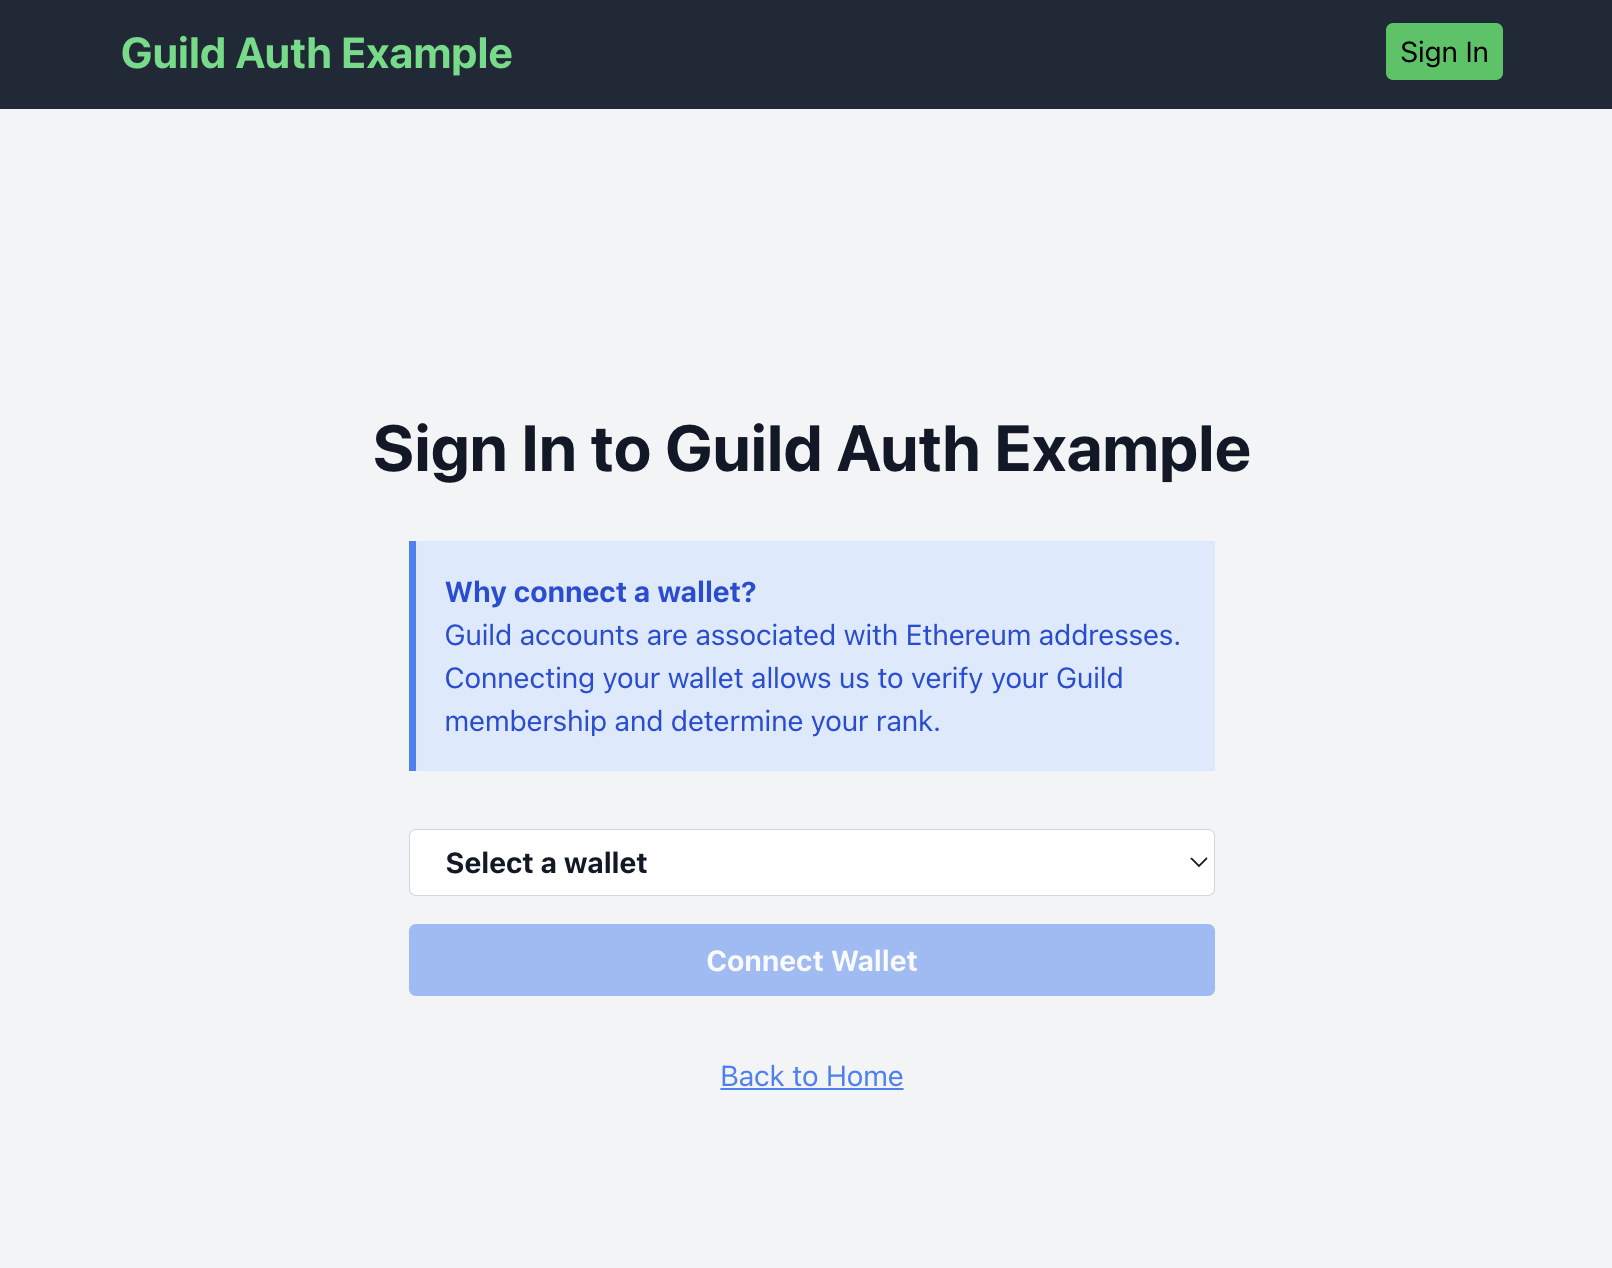 Guild Auth Example
Sign In
Sign In to Guild Auth Example
Why connect a wallet?
Guild accounts are associated with Ethereum addresses.
Connecting your wallet allows us to verify your Guild
membership and determine your rank.
Select a wallet
Connect Wallet
Back to Home